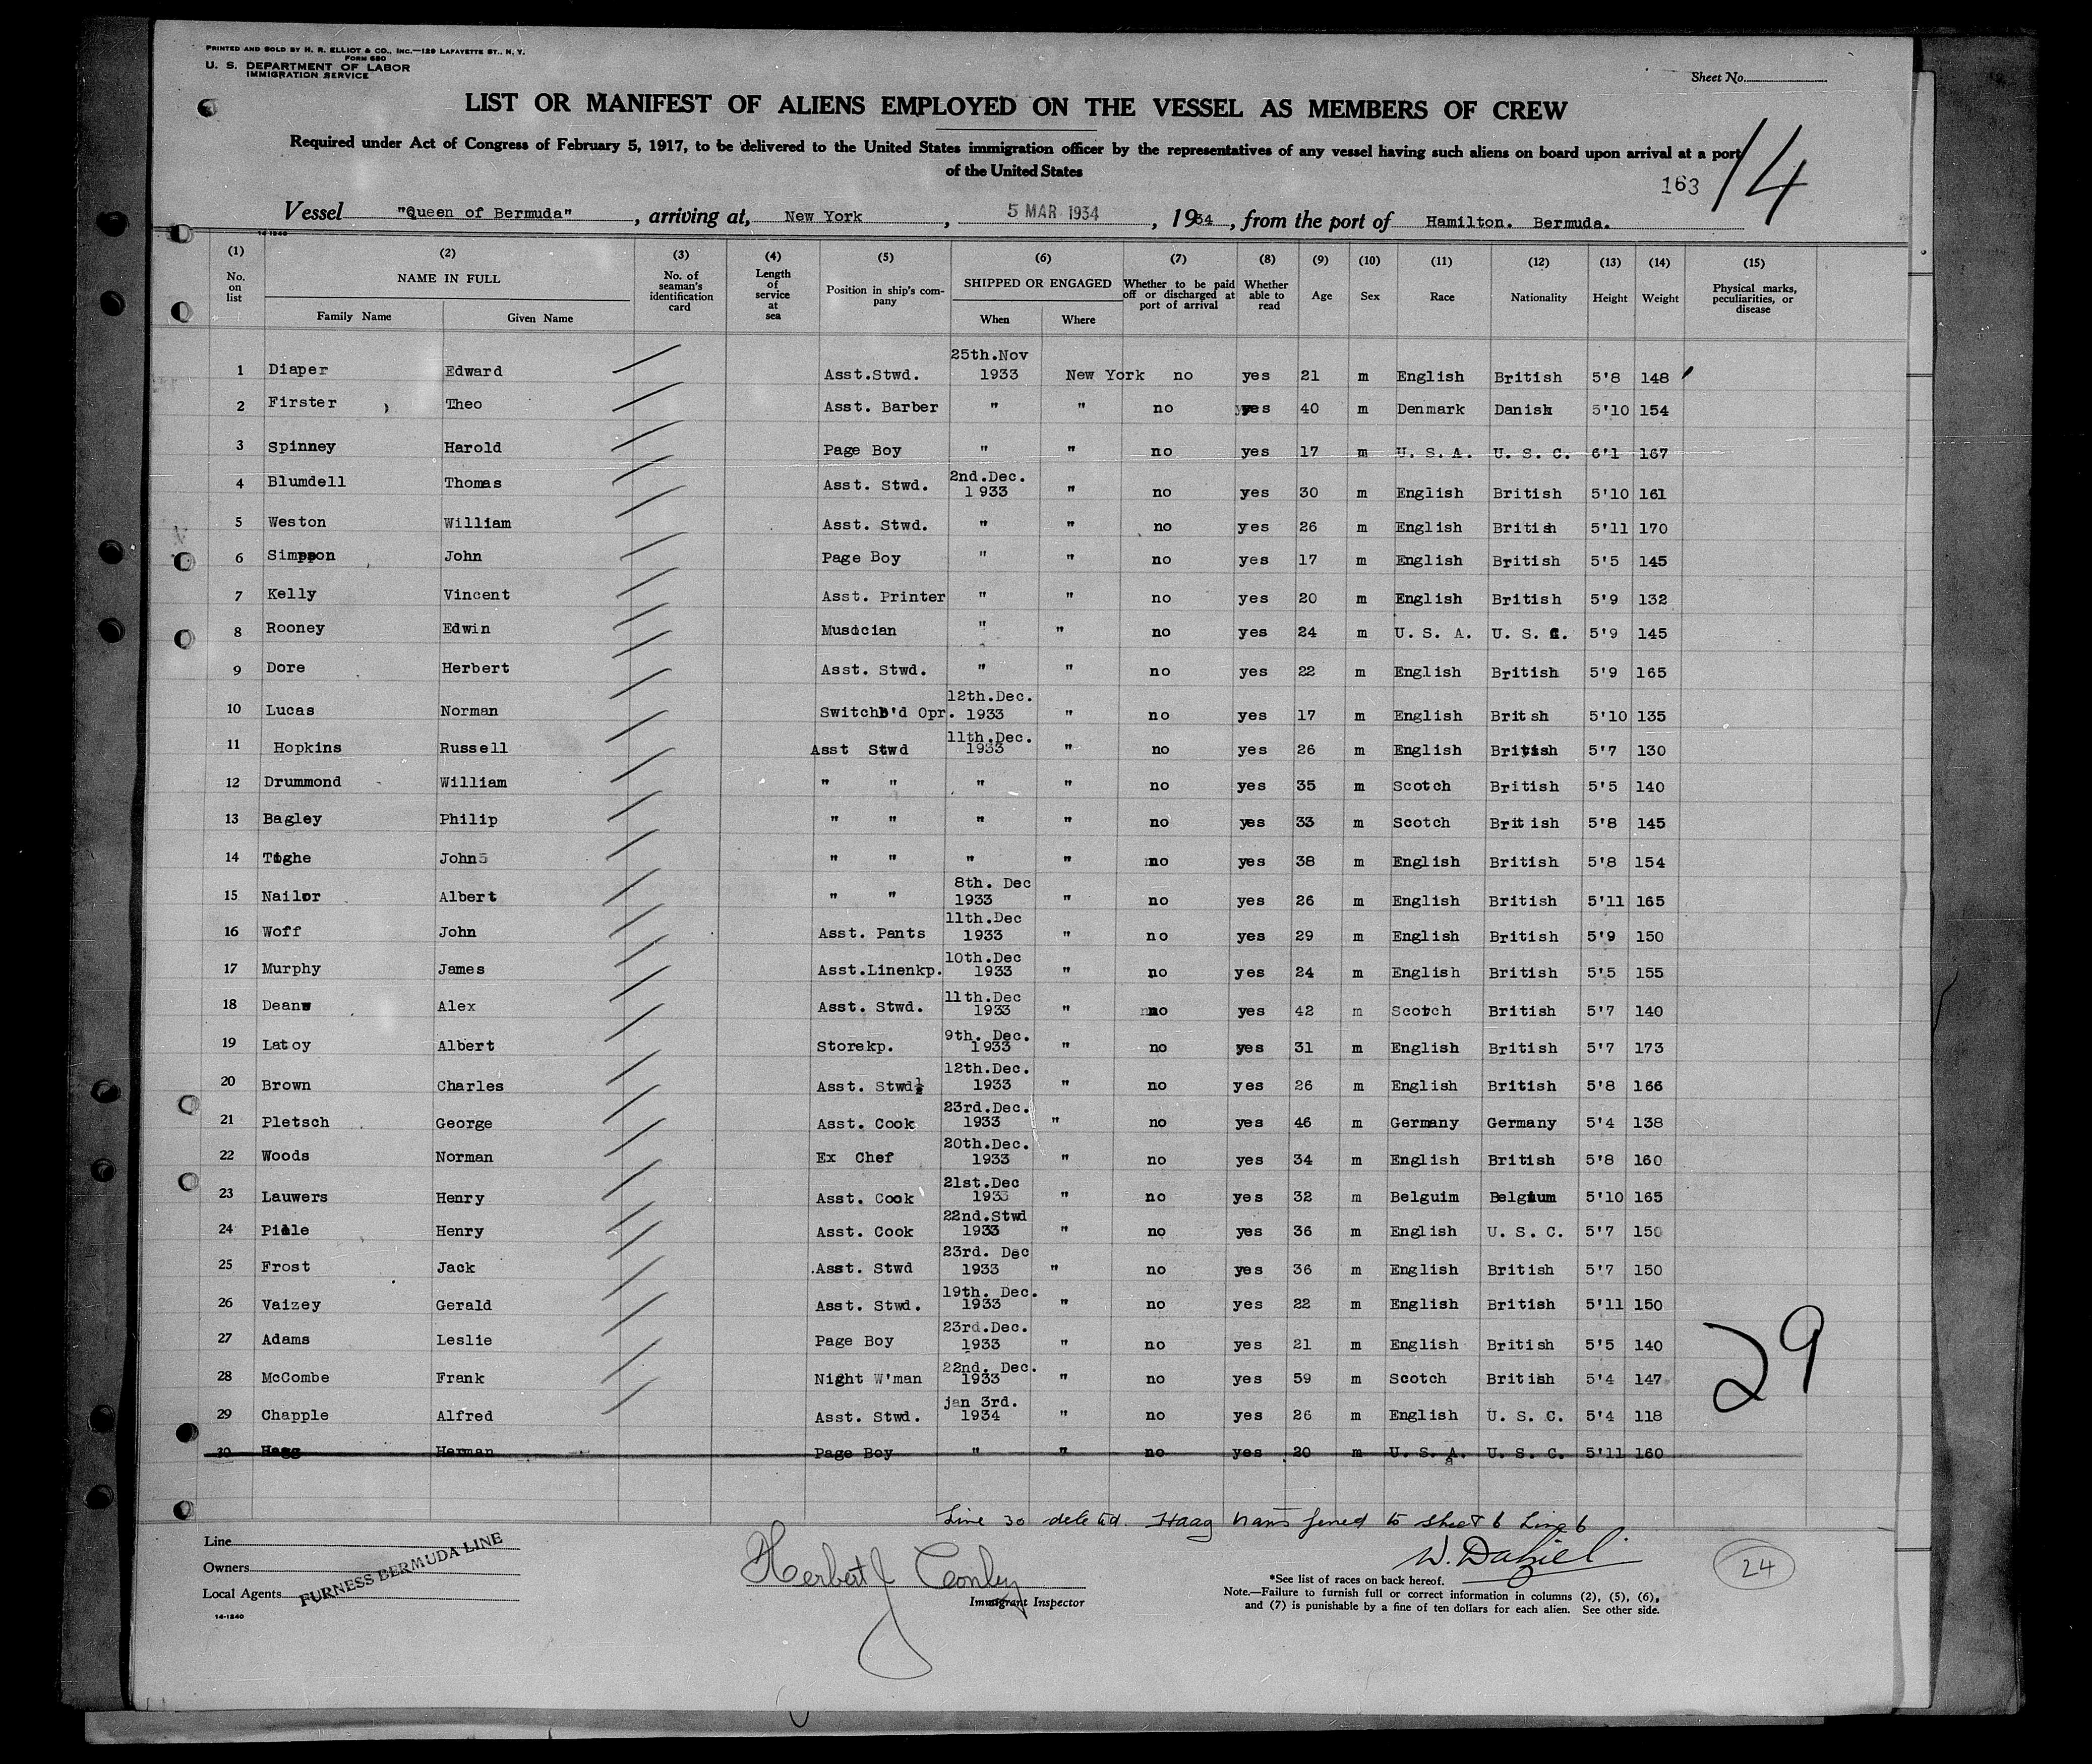 PRINTED AND SOLD BY H. R. ELLIOT & CO., INC.—129 LAFAYETTE ST., N. Y.
FORM 680
U. S. DEPARTMENT OF LABOR
IMMIGRATION SERVICE
Sheet No.
LIST OR MANIFEST OF ALIENS EMPLOYED ON THE VESSEL AS MEMBERS OF CREW
Required under Act of Congress of February 5, 1917, to be delivered to the United States immigration officer by the representatives of any vessel having such aliens on board upon arrival at a port
of the United States
163 14
Vessel "Queen of Bermuda", arriving at, New York, 5 MAR 1934, 1934, from the port of Hamilton. Bermuda.
14-1240
(1) (2) (3) (4) (5) (6) (7) (8) (9) (10) (11) (12) (13) (14) (15)
No. on list NAME IN FULL Family Name Given Name No. of seaman's identification card Length of service at sea Position in ship's company SHIPPED OR ENGAGED When Where Whether to be paid off or discharged at port of arrival Whether able to read Age Sex Race Nationality Height Weight Physical marks, peculiarities, or disease
1 Diaper Edward Asst.Stwd. 25th.Nov 1933 New York no yes 21 m English British 5'8 148
2 Firster Theo Asst. Barber " " no yes 40 m Denmark Danish 5'10 154
3 Spinney Harold Page Boy " " no yes 17 m U. S. A. U. S. C. 6'1 167
4 Blumdell Thomas Asst. Stwd. 2nd.Dec. 1933 " no yes 30 m English British 5'10 161
5 Weston William Asst. Stwd. " " no yes 26 m English British 5'11 170
6 Simpson John Page Boy " " no yes 17 m English British 5'5 145
7 Kelly Vincent Asst. Printer " " no yes 20 m English British 5'9 132
8 Rooney Edwin Musician " " no yes 24 m U. S. A. U. S. C. 5'9 145
9 Dore Herbert Asst. Stwd. " " no yes 22 m English British 5'9 165
10 Lucas Norman Switchb'd Opr. 12th.Dec. 1933 " no yes 17 m English Brit sh 5'10 135
11 Hopkins Russell Asst Stwd 11th.Dec. 1933 " no yes 26 m English British 5'7 130
12 Drummond William " " " " no yes 35 m Scotch British 5'5 140
13 Bagley Philip " " " " no yes 33 m Scotch British 5'8 145
14 Tighe John " " " " no yes 38 m English British 5'8 154
15 Nailor Albert " " 8th. Dec 1933 " no yes 26 m English British 5'11 165
16 Woff John Asst. Pants 11th.Dec 1933 " no yes 29 m English British 5'9 150
17 Murphy James Asst.Linenkp. 10th.Dec 1933 " no yes 24 m English British 5'5 155
18 Deans Alex Asst. Stwd. 11th.Dec 1933 " no yes 42 m Scotch British 5'7 140
19 Latoy Albert Storekp. 9th. Dec. 1933 " no yes 31 m English British 5'7 173
20 Brown Charles Asst. Stwd. 12th.Dec. 1933 " no yes 26 m English British 5'8 166
21 Pletsch George Asst. Cook 23rd.Dec. 1933 " no yes 46 m Germany Germany 5'4 138
22 Woods Norman Ex Chef 20th.Dec. 1933 " no yes 34 m English British 5'8 160
23 Lauwers Henry Asst. Cook 21st.Dec 1933 " no yes 32 m Belguim Belgium 5'10 165
24 Henry Asst. Cook 22nd.Stwd 1933 " no yes 36 m English U. S. C. 5'7 150
25 Frost Jack .Asst. Stwd 23rd. Dec 1933 " no yes 36 m English British 5'7 150
26 Vaizey Gerald Asst. Stwd. 19th. Dec. 1933 " no yes 22 m English British 5'11 150
27 Adams Leslie Page Boy 23rd.Dec. 1933 " no yes 21 m English British 5'5 140
28 McCombe Frank Night W'man 22nd. Dec. 1933 " no yes 59 m Scotch British 5'4 147
29 Chapple Alfred Asst. Stwd. jan 3rd. 1934 " no yes 26 m English U. S. C. 5'4 118
30 Hagg Herman Page Boy " " no yes 20 m U. S. A. U. S. C. 5'11 160
29
Line 30 deleted. Haag transferred to sheet 6 Line 6
W. Dabiel
24
Line
Owners
Local Agents
FURNESS BERMUDA LINE
14-1240
Herbert J Conley
Immigrant Inspector
*See list of races on back hereof.
Note.—Failure to furnish full or correct information in columns (2), (5), (6),
and (7) is punishable by a fine of ten dollars for each alien. See other side.